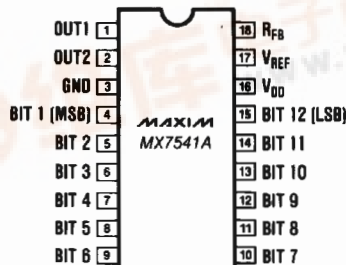 OUT1 1
OUT2 2
GND 3
BIT 1 (MSB) 4
BIT 2 5
BIT 3 6
BIT 4 7
BIT 5 8
BIT 6 9
MAXIM
MX7541A
18 RFB
17 VREF
16 VDD
15 BIT 12 (LSB)
14 BIT 11
13 BIT 10
12 BIT 9
11 BIT 8
10 BIT 7